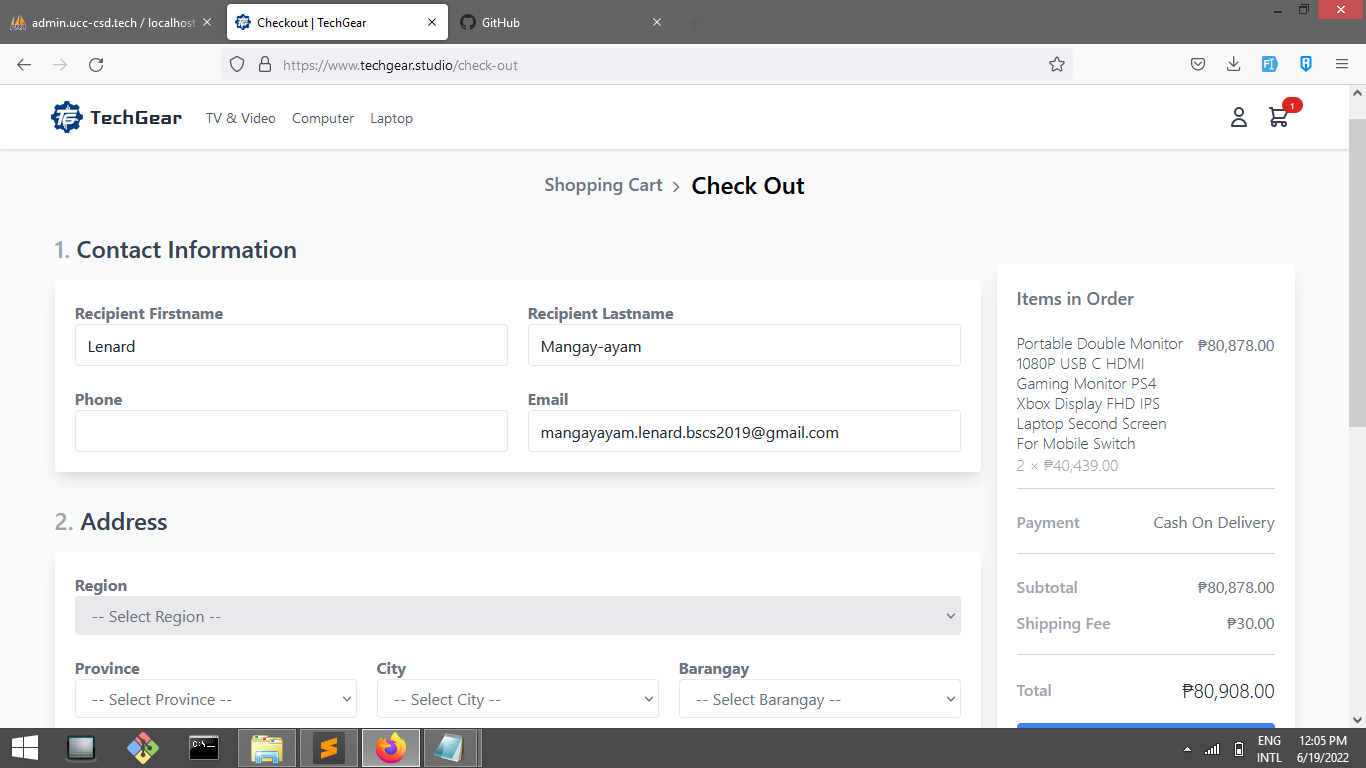 admin.ucc-csd.tech / localhost
Checkout | TechGear
GitHub
https://www.techgear.studio/check-out
TechGear
TV & Video
Computer
Laptop
1
Shopping Cart > Check Out
1. Contact Information
Recipient Firstname
Recipient Lastname
Lenard
Mangay-ayam
Phone
Email
mangayayam.lenard.bscs2019@gmail.com
2. Address
Region
-- Select Region --
Province
City
Barangay
-- Select Province --
-- Select City --
-- Select Barangay --
Items in Order
Portable Double Monitor ₱80,878.00
1080P USB C HDMI
Gaming Monitor PS4
Xbox Display FHD IPS
Laptop Second Screen
For Mobile Switch
2 × ₱40,439.00
Payment Cash On Delivery
Subtotal ₱80,878.00
Shipping Fee ₱30.00
Total ₱80,908.00
ENG
INTL
12:05 PM
6/19/2022